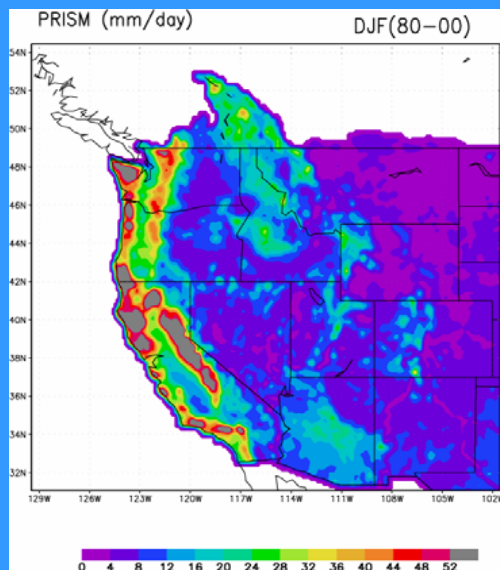 PRISM (mm/day) DJF(80-00)
54N
52N
50N
48N
46N
44N
42N
40N
38N
36N
34N
32N
129W 126W 123W 120W 117W 114W 111W 108W 105W 102W
0 4 8 12 16 20 24 28 32 36 40 44 48 52